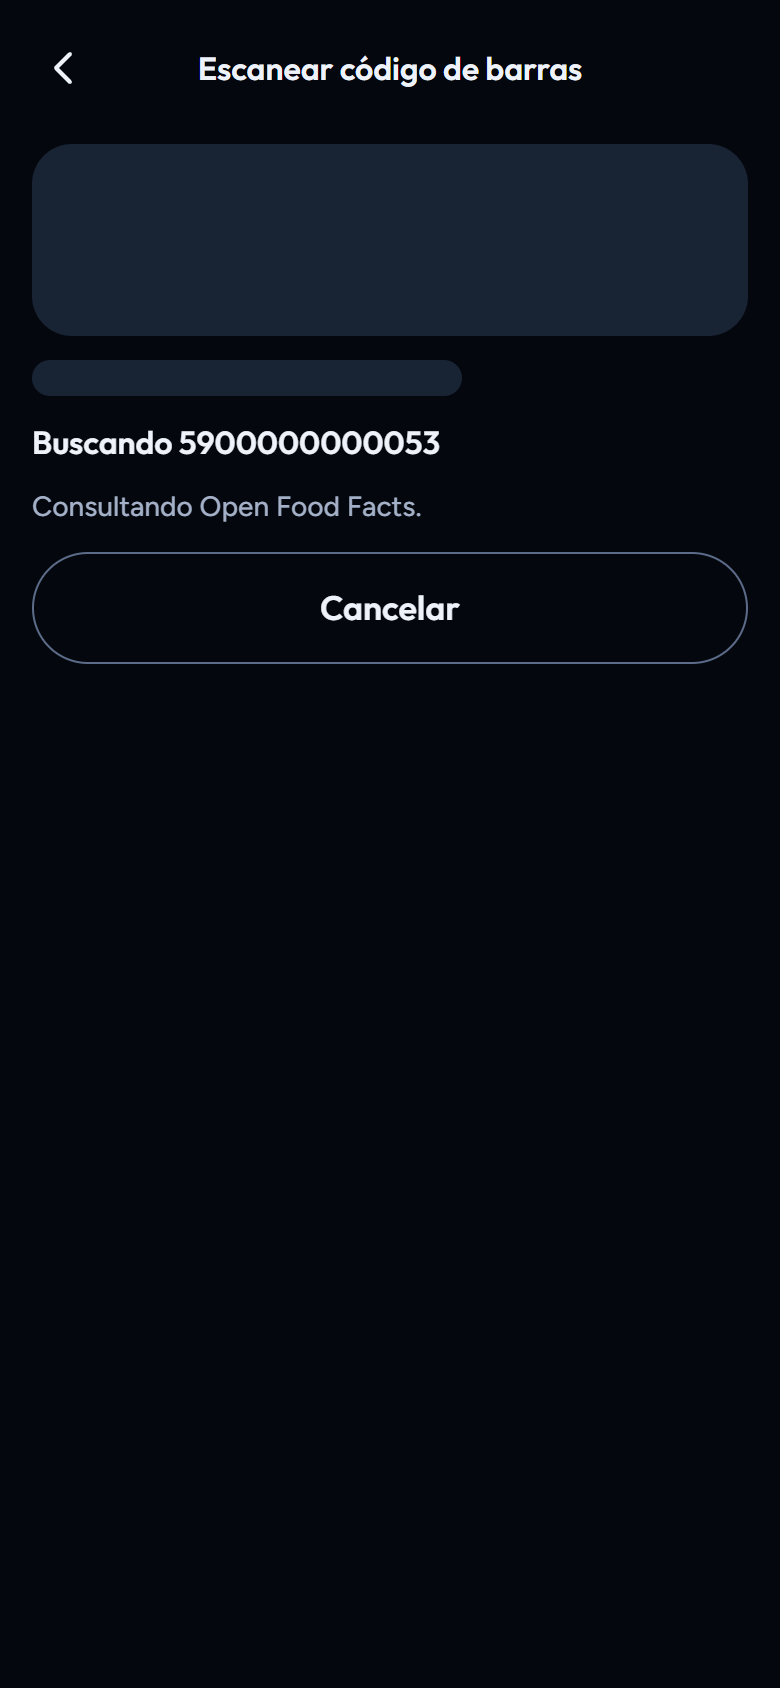 Escanear código de barras
Buscando 5900000000053
Consultando Open Food Facts.
Cancelar